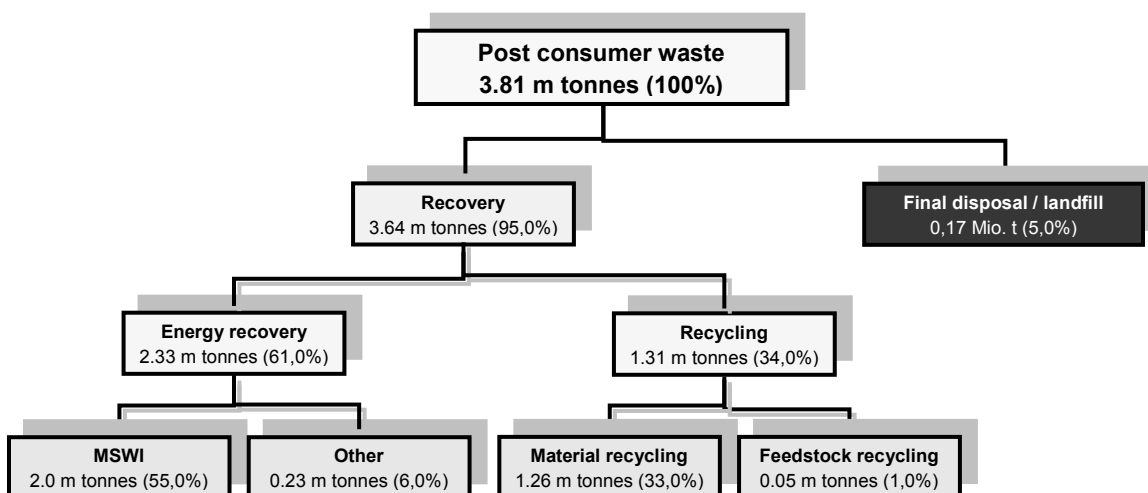 Post consumer waste
3.81 m tonnes (100%)
Recovery
3.64 m tonnes (95,0%)
Final disposal / landfill
0,17 Mio. t (5,0%)
Energy recovery
2.33 m tonnes (61,0%)
Recycling
1.31 m tonnes (34,0%)
MSWI
2.0 m tonnes (55,0%)
Other
0.23 m tonnes (6,0%)
Material recycling
1.26 m tonnes (33,0%)
Feedstock recycling
0.05 m tonnes (1,0%)